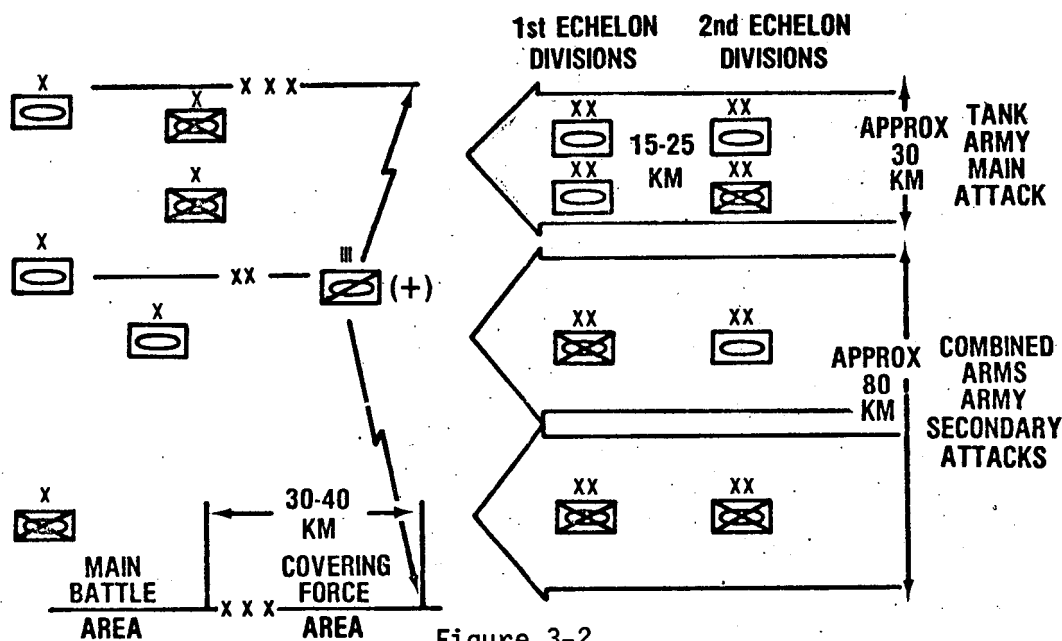 1st ECHELON DIVISIONS
2nd ECHELON DIVISIONS
X
X X X
X
XX
XX
15-25 KM
XX
XX
APPROX 30 KM
TANK ARMY MAIN ATTACK
X
XX
III
(+)
X
XX
XX
APPROX 80 KM
COMBINED ARMS ARMY SECONDARY ATTACKS
X
30-40 KM
XX
XX
MAIN BATTLE AREA
X X X
COVERING FORCE AREA
Figure 3-2